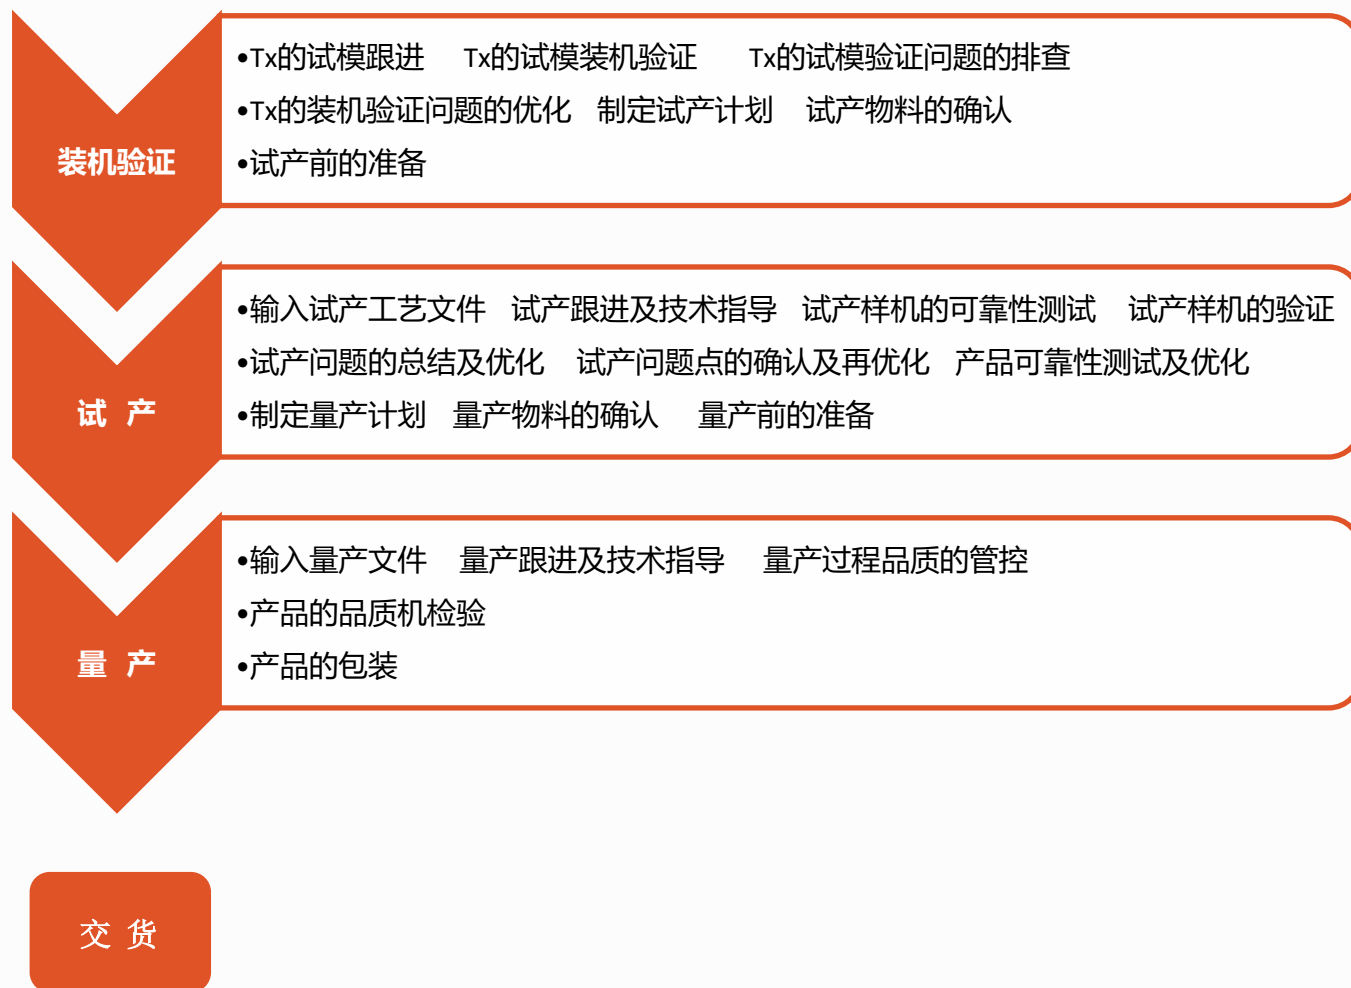 装机验证
•Tx的试模跟进 Tx的试模装机验证 Tx的试模验证问题的排查
•Tx的装机验证问题的优化 制定试产计划 试产物料的确认
•试产前的准备
试 产
•输入试产工艺文件 试产跟进及技术指导 试产样机的可靠性测试 试产样机的验证
•试产问题的总结及优化 试产问题点的确认及再优化 产品可靠性测试及优化
•制定量产计划 量产物料的确认 量产前的准备
量 产
•输入量产文件 量产跟进及技术指导 量产过程品质的管控
•产品的品质机检验
•产品的包装
交 货